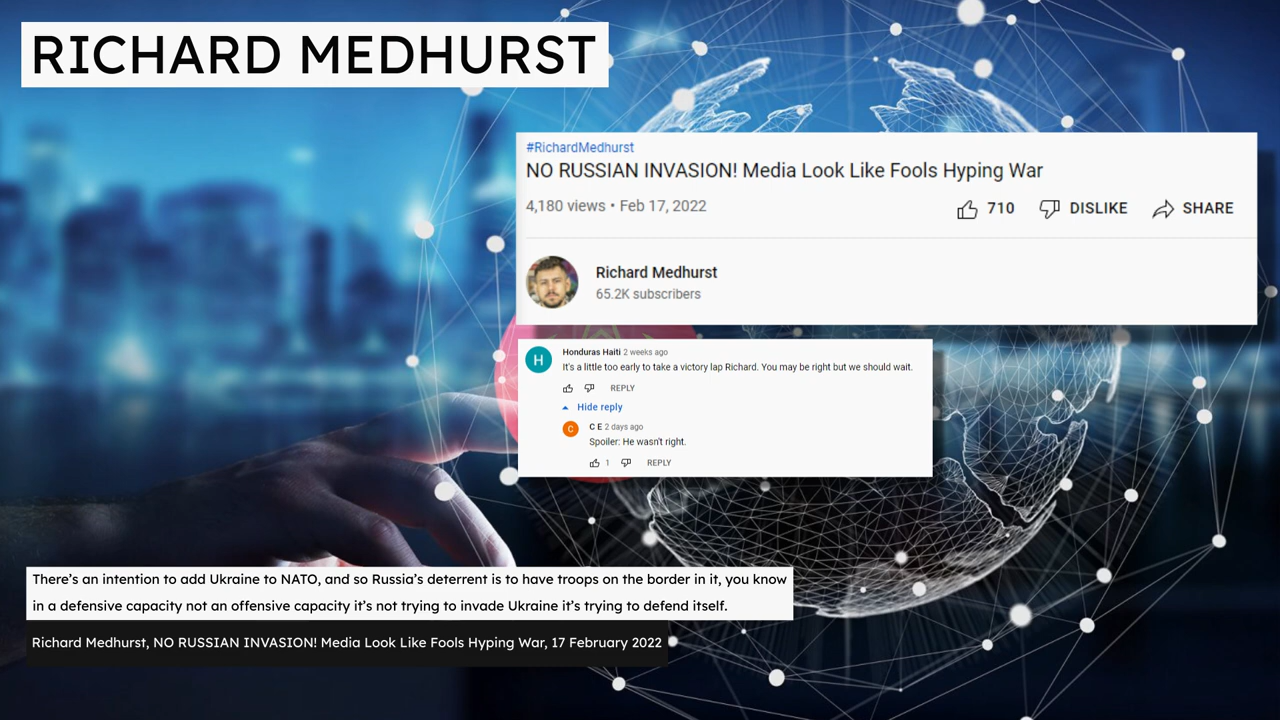 RICHARD MEDHURST
#RichardMedhurst
NO RUSSIAN INVASION! Media Look Like Fools Hyping War
4,180 views • Feb 17, 2022
710 DISLIKE SHARE
Richard Medhurst
65.2K subscribers
H
Honduras Haiti 2 weeks ago
It's a little too early to take a victory lap Richard. You may be right but we should wait.
REPLY
Hide reply
C
C E 2 days ago
Spoiler: He wasn't right.
1 REPLY
There's an intention to add Ukraine to NATO, and so Russia's deterrent is to have troops on the border in it, you know
in a defensive capacity not an offensive capacity it's not trying to invade Ukraine it's trying to defend itself.
Richard Medhurst, NO RUSSIAN INVASION! Media Look Like Fools Hyping War, 17 February 2022